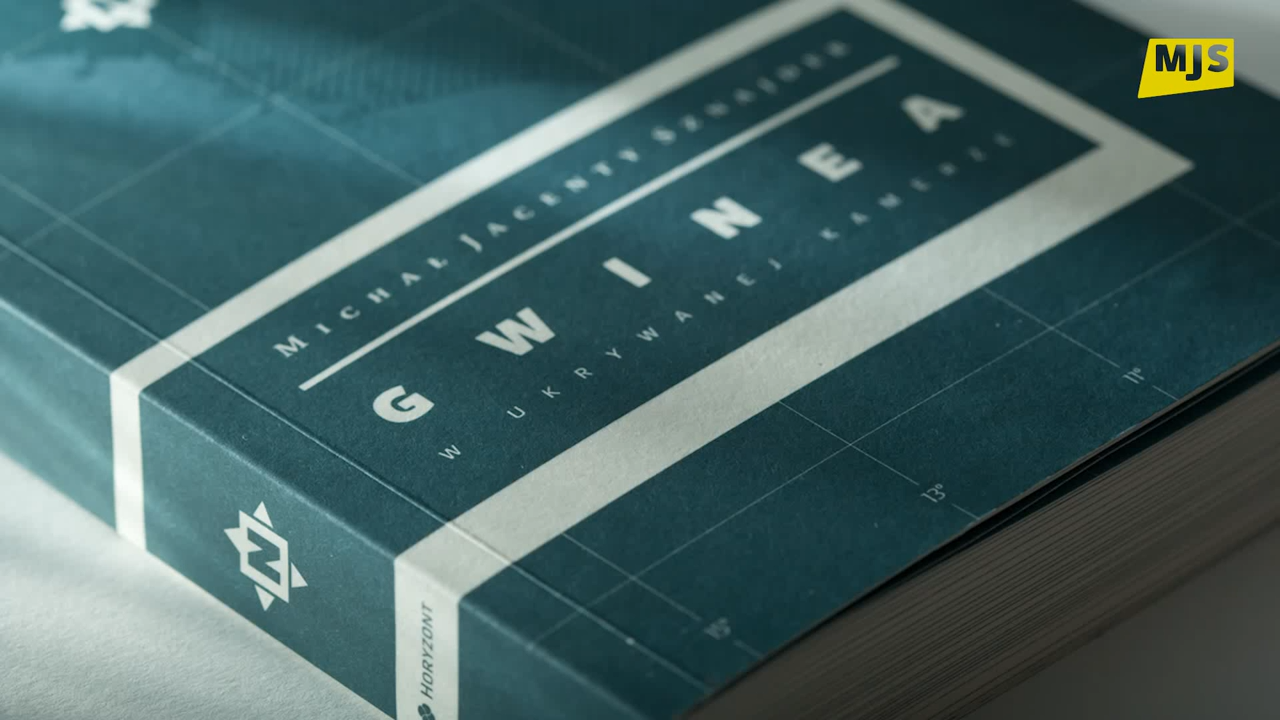 MJS
MICHAŁ JACENTY SZNAJDER
GWINEA
W UKRYWANEJ KAMERZE
11°
13°
15°
N
HORYZONT